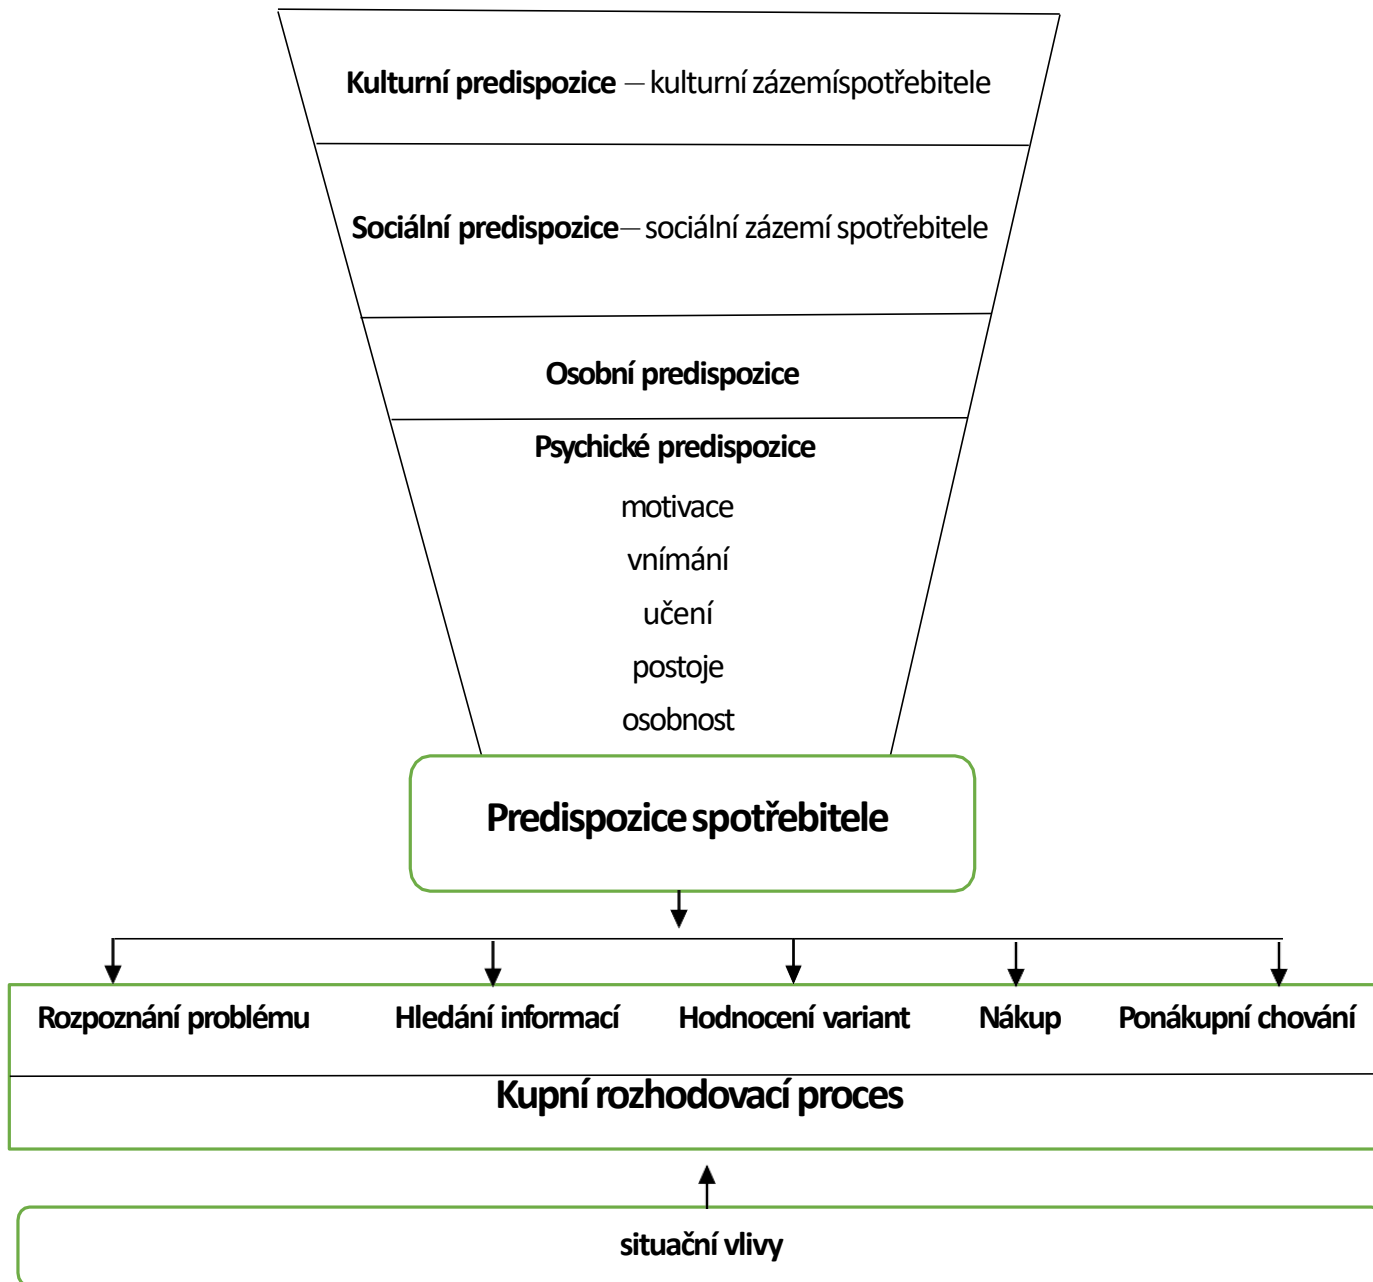 Kulturní predispozice – kulturní zázemíspotřebitele
Sociální predispozice– sociální zázemí spotřebitele
Osobní predispozice
Psychické predispozice
motivace
vnímání
učení
postoje
osobnost
Predispozice spotřebitele
Rozpoznání problému Hledání informací Hodnocení variant Nákup Ponákupní chování
Kupní rozhodovací proces
situační vlivy